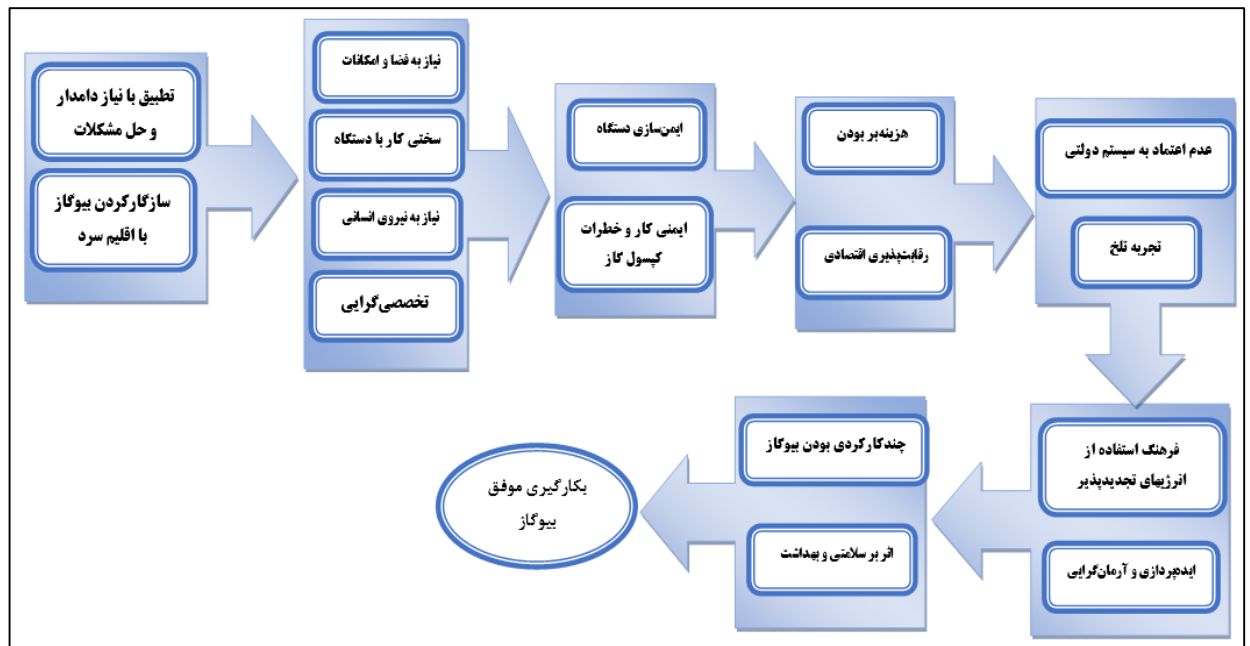 تطبیق با نیاز دامدار
و حل مشکلات
سازگارکردن بیوگاز
با اقلیم سرد
نیاز به فضا و امکانات
سختی کار با دستگاه
نیاز به نیروی انسانی
تخصصی‌گرایی
ایمن‌سازی دستگاه
ایمنی کار و خطرات
کپسول گاز
هزینه‌بر بودن
رقابت‌پذیری اقتصادی
عدم اعتماد به سیستم دولتی
تجربه تلخ
فرهنگ استفاده از
انرژیهای تجدیدپذیر
ایده‌پردازی و آرمان‌گرایی
چندکارکردی بودن بیوگاز
اثر بر سلامتی و بهداشت
بکارگیری موفق
بیوگاز